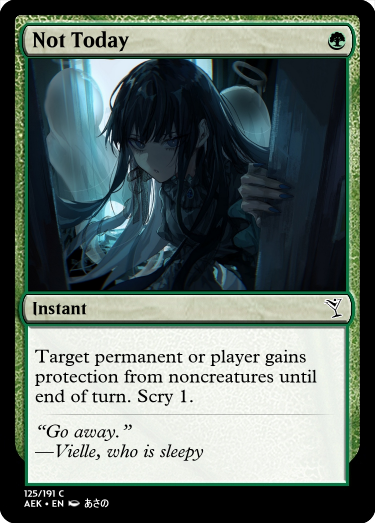 Not Today
Instant
Target permanent or player gains
protection from noncreatures until
end of turn. Scry 1.
“Go away.”
—Vielle, who is sleepy
125/191 C
AEK • EN あさの